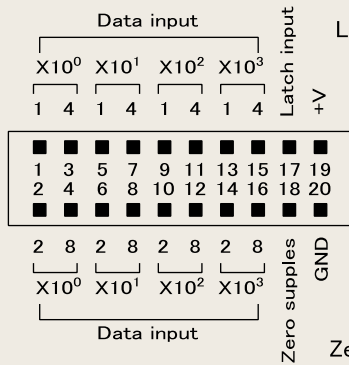 Data input
L
X10⁰ X10¹ X10² X10³
Latch input
+V
1 4 1 4 1 4 1 4
1 3 5 7 9 11 13 15 17 19
2 4 6 8 10 12 14 16 18 20
2 8 2 8 2 8 2 8
X10⁰ X10¹ X10² X10³
Zero supples
GND
Data input
Ze